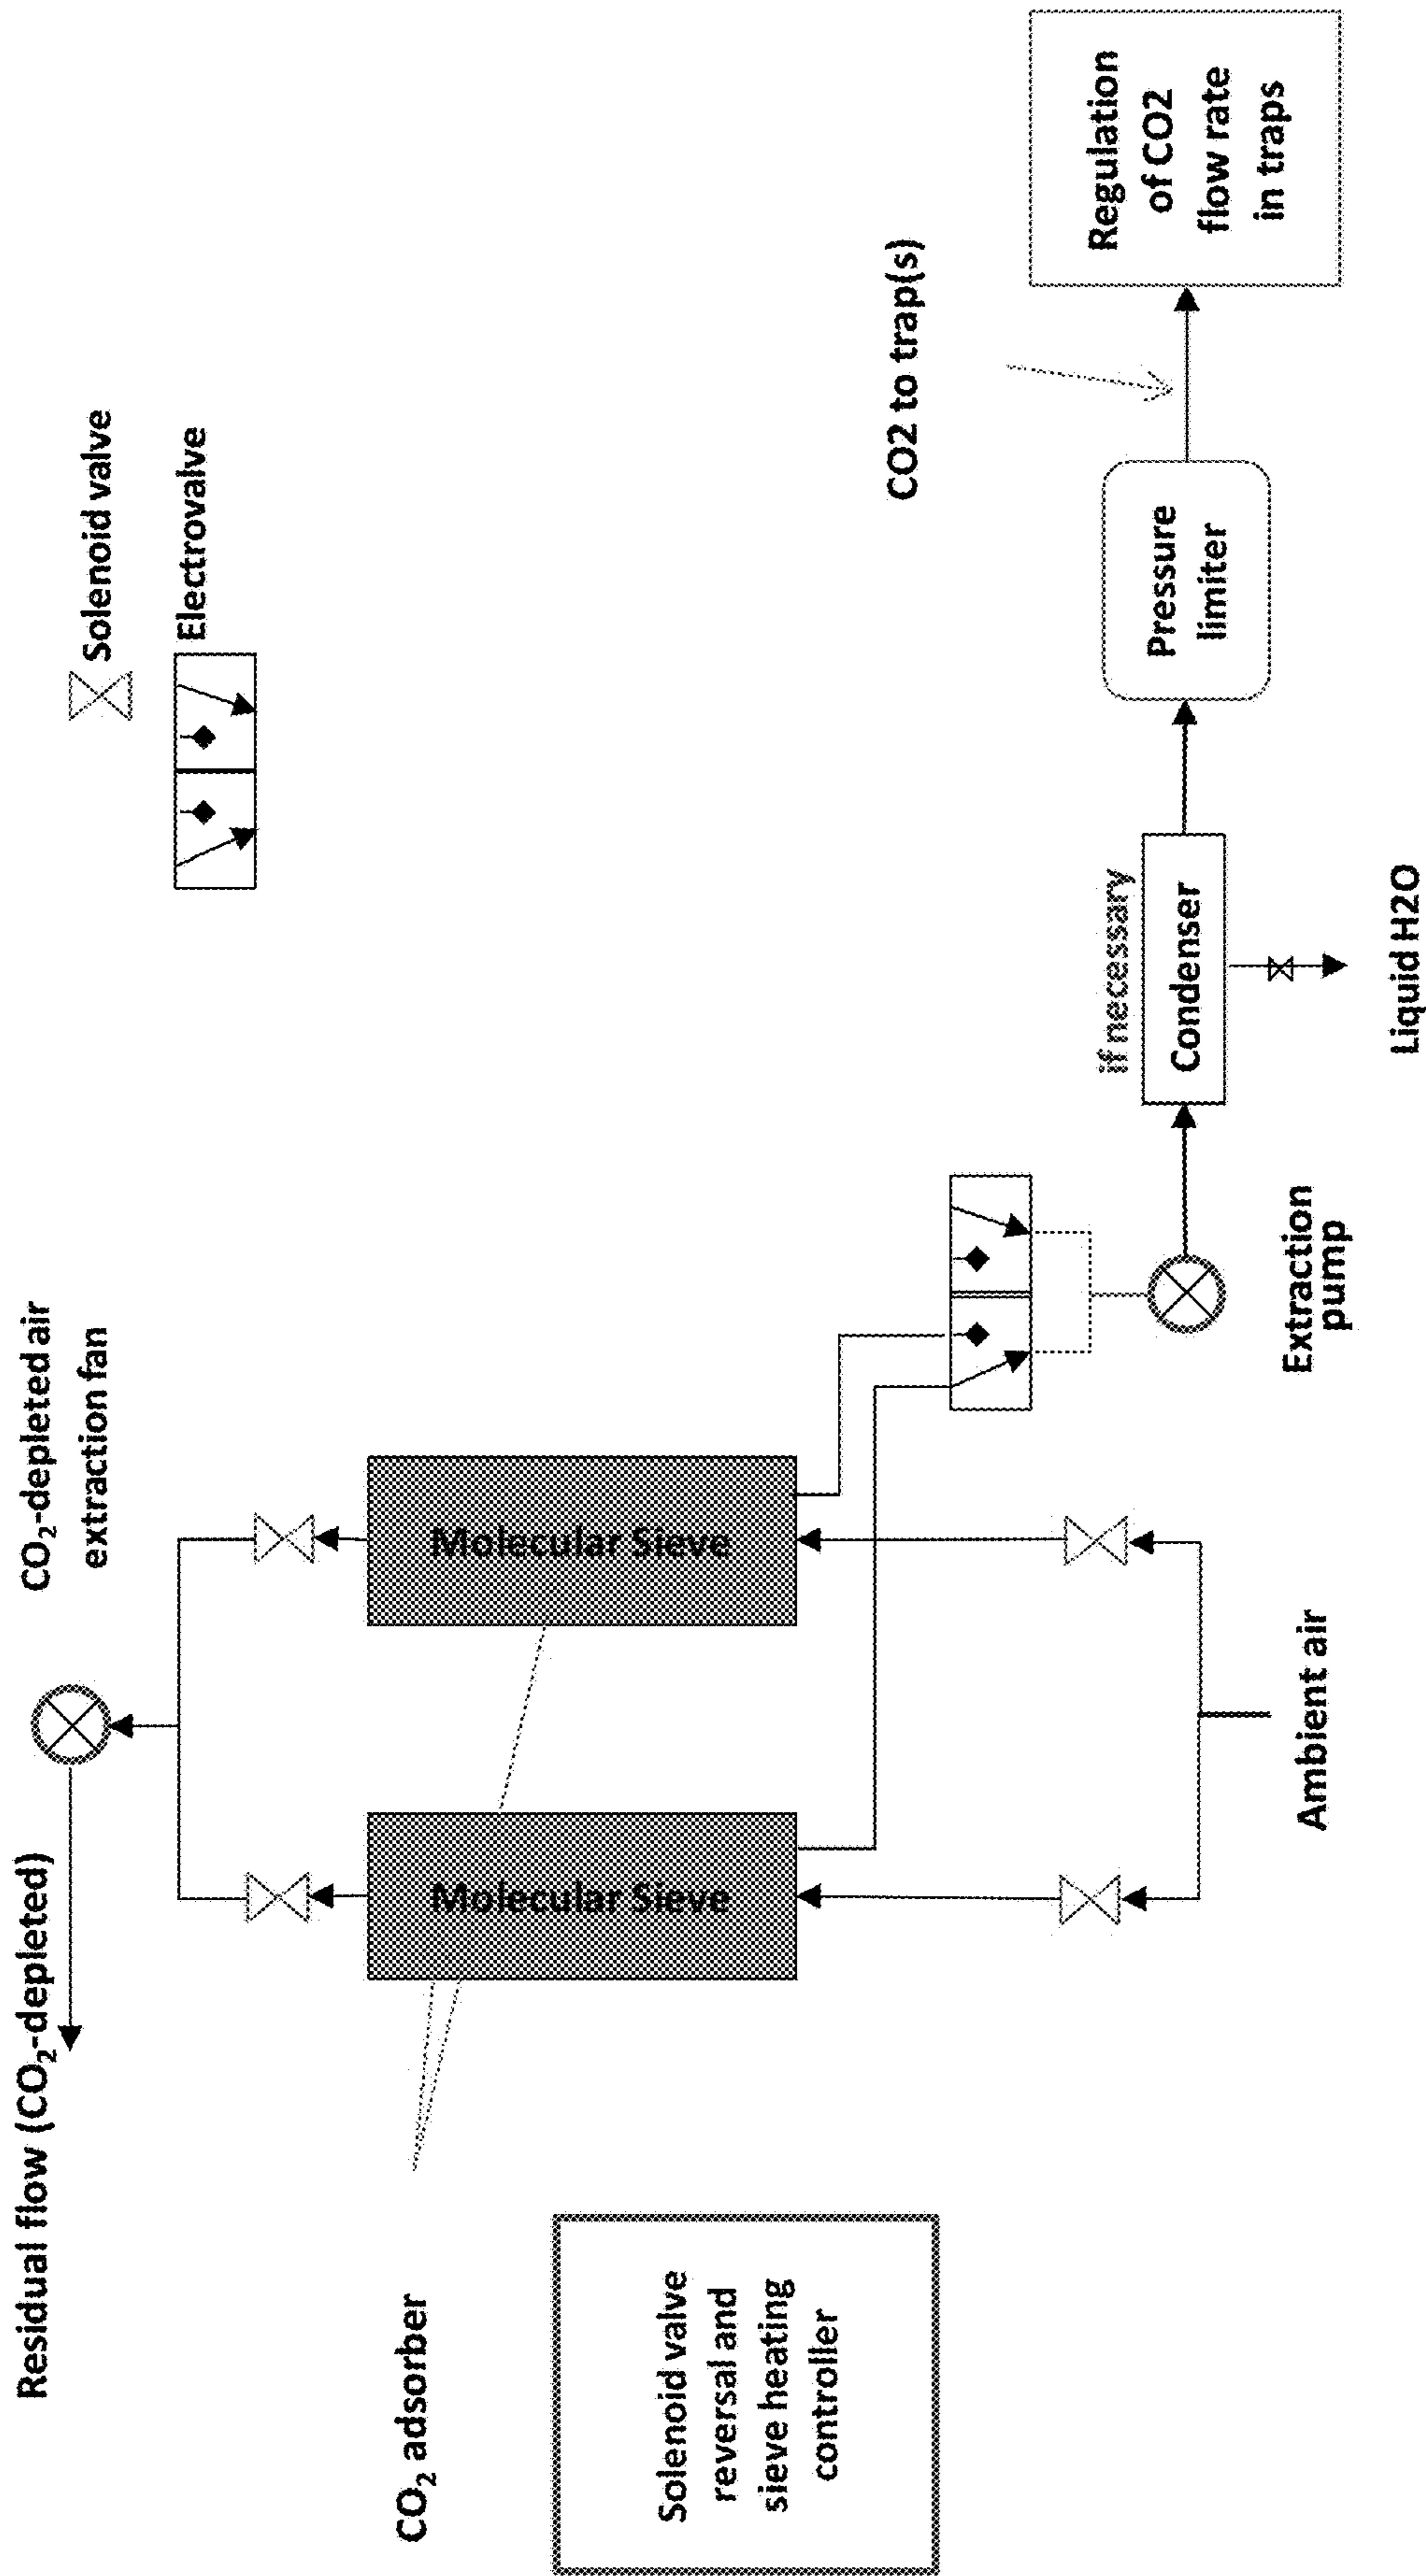 Residual flow (CO₂-depleted)
CO₂-depleted air
extraction fan
Solenoid valve
Electrovalve
CO₂ adsorber
Molecular Sieve
Molecular Sieve
Solenoid valve
reversal and
sieve heating
controller
Ambient air
Extraction
pump
if necessary
Condenser
Liquid H2O
Pressure
limiter
CO2 to trap(s)
Regulation
of CO2
flow rate
in traps